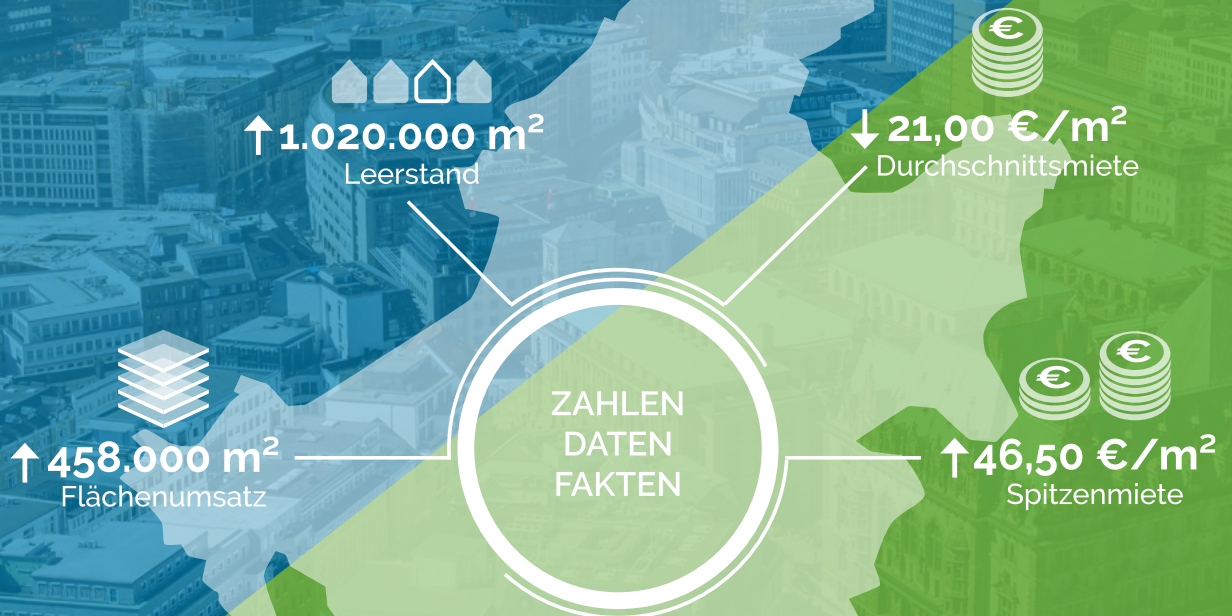 1.020.000 m²
Leerstand
21,00 €/m²
Durchschnittsmiete
ZAHLEN
DATEN
FAKTEN
458.000 m²
Flächenumsatz
46,50 €/m²
Spitzenmiete